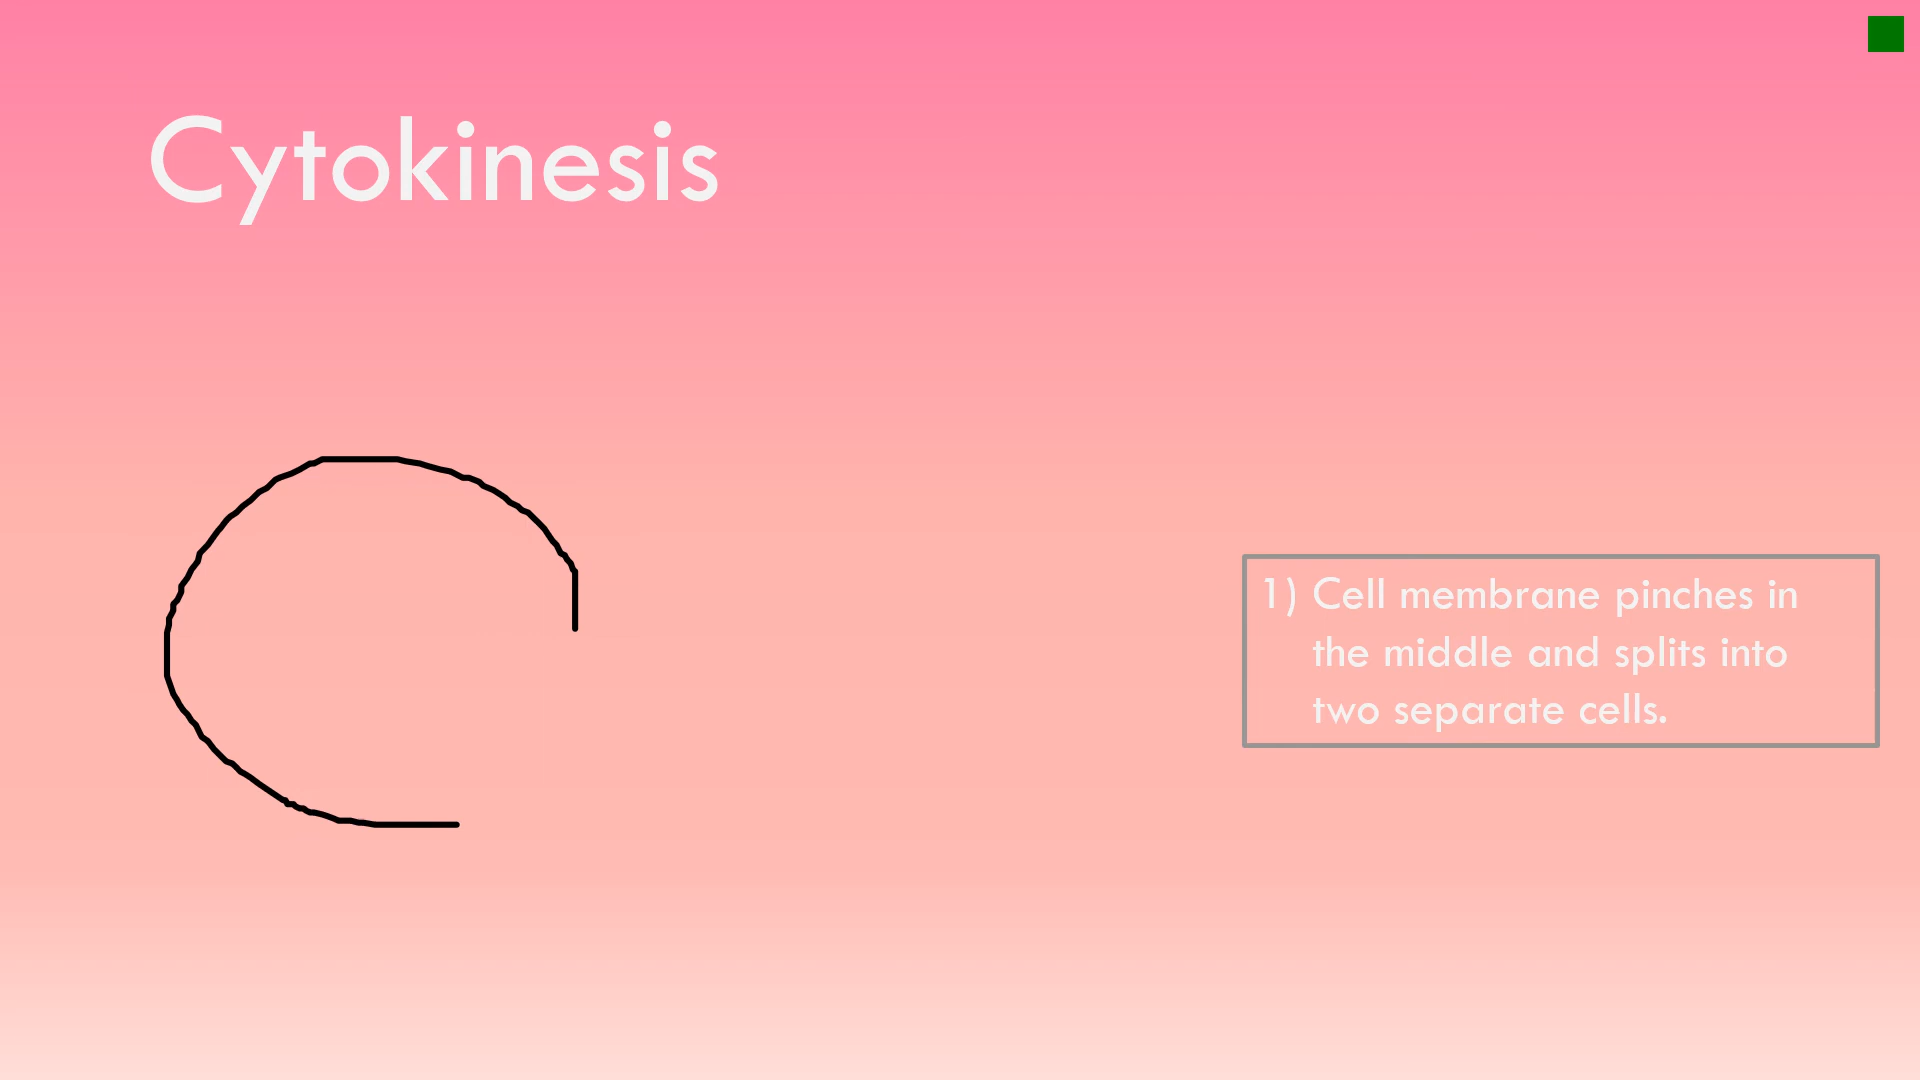 Cytokinesis
1) Cell membrane pinches in
the middle and splits into
two separate cells.